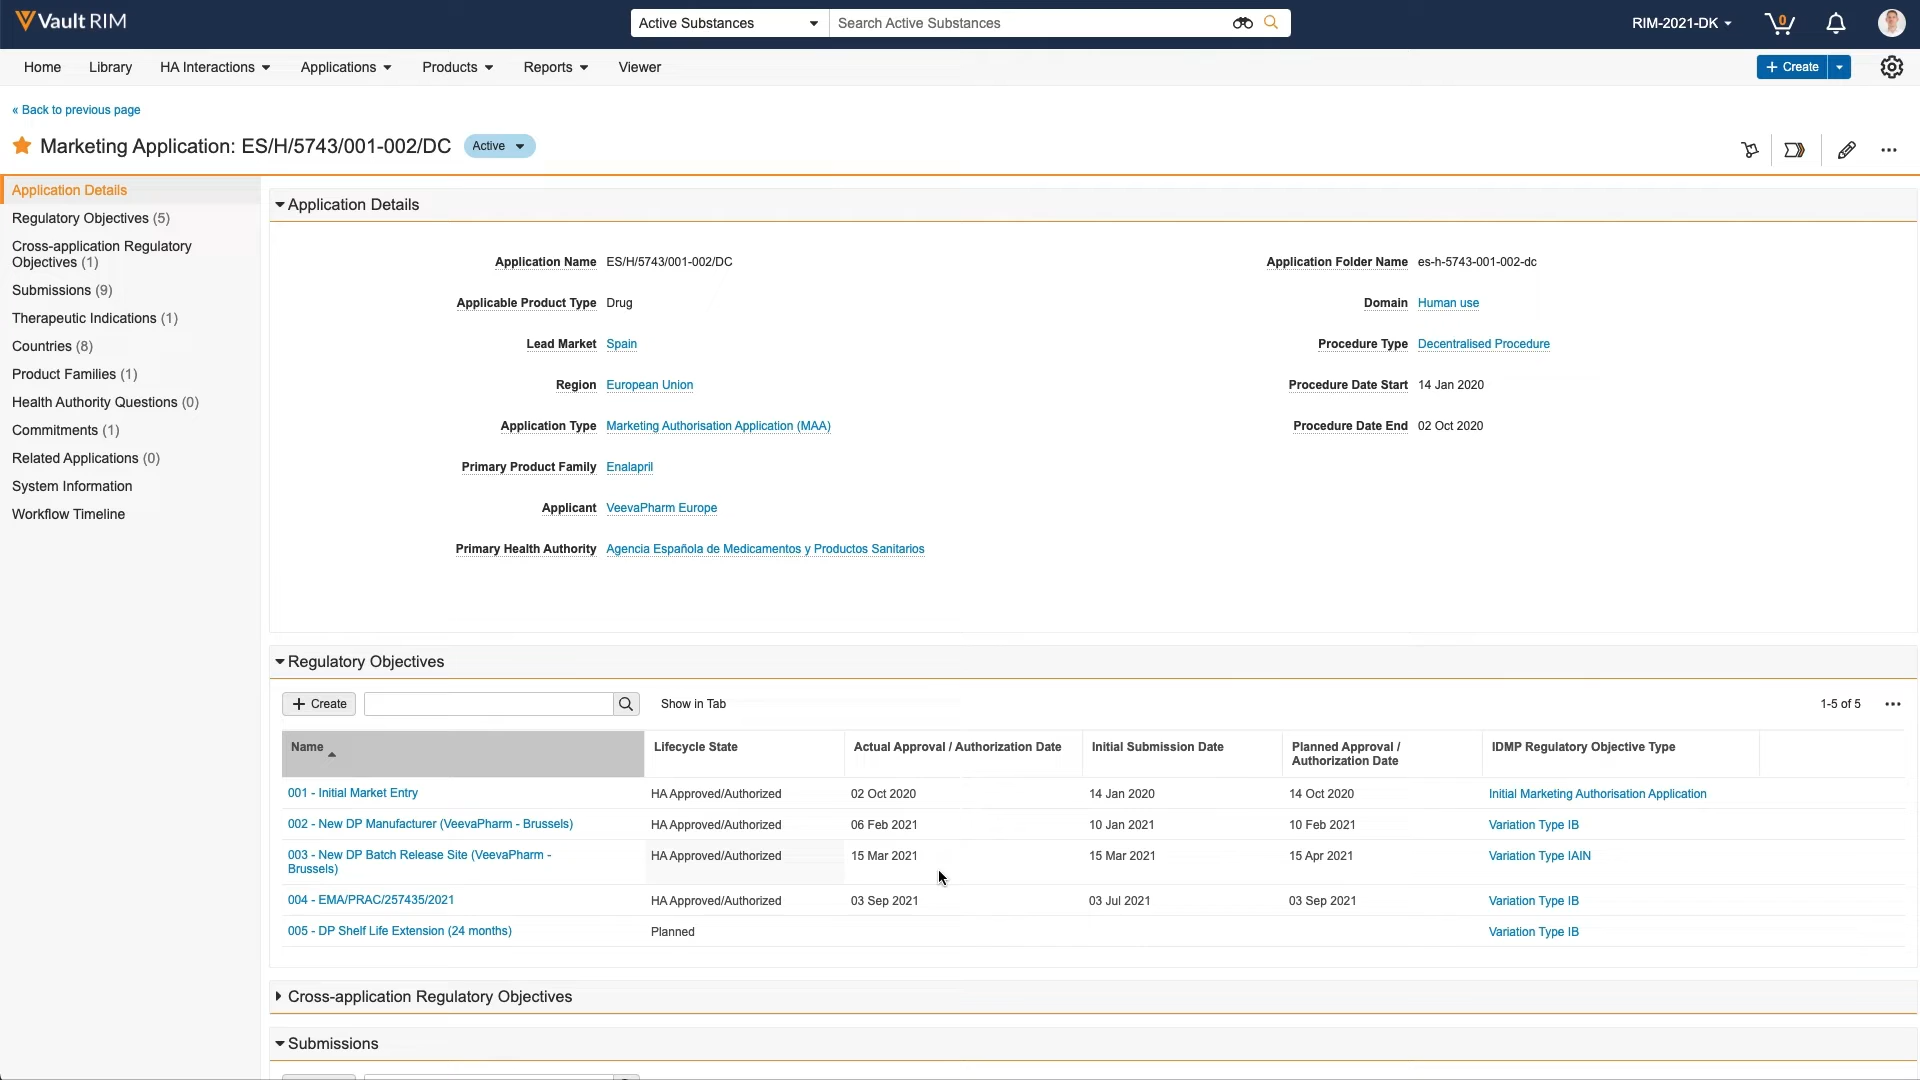 Vault RIM
Active Substances
Search Active Substances
RIM-2021-DK
0
Home
Library
HA Interactions
Applications
Products
Reports
Viewer
+ Create
« Back to previous page
Marketing Application: ES/H/5743/001-002/DC
Active
Application Details
Regulatory Objectives (5)
Cross-application Regulatory
Objectives (1)
Submissions (9)
Therapeutic Indications (1)
Countries (8)
Product Families (1)
Health Authority Questions (0)
Commitments (1)
Related Applications (0)
System Information
Workflow Timeline
Application Details
Application Name ES/H/5743/001-002/DC
Application Folder Name es-h-5743-001-002-dc
Applicable Product Type Drug
Domain Human use
Lead Market Spain
Procedure Type Decentralised Procedure
Region European Union
Procedure Date Start 14 Jan 2020
Application Type Marketing Authorisation Application (MAA)
Procedure Date End 02 Oct 2020
Primary Product Family Enalapril
Applicant VeevaPharm Europe
Primary Health Authority Agencia Española de Medicamentos y Productos Sanitarios
Regulatory Objectives
+ Create
Show in Tab
1-5 of 5
Name
Lifecycle State
Actual Approval / Authorization Date
Initial Submission Date
Planned Approval /
Authorization Date
IDMP Regulatory Objective Type
001 - Initial Market Entry HA Approved/Authorized 02 Oct 2020 14 Jan 2020 14 Oct 2020 Initial Marketing Authorisation Application
002 - New DP Manufacturer (VeevaPharm - Brussels) HA Approved/Authorized 06 Feb 2021 10 Jan 2021 10 Feb 2021 Variation Type IB
003 - New DP Batch Release Site (VeevaPharm - HA Approved/Authorized 15 Mar 2021 15 Mar 2021 15 Apr 2021 Variation Type IAIN
Brussels)
004 - EMA/PRAC/257435/2021 HA Approved/Authorized 03 Sep 2021 03 Jul 2021 03 Sep 2021 Variation Type IB
005 - DP Shelf Life Extension (24 months) Planned Variation Type IB
Cross-application Regulatory Objectives
Submissions